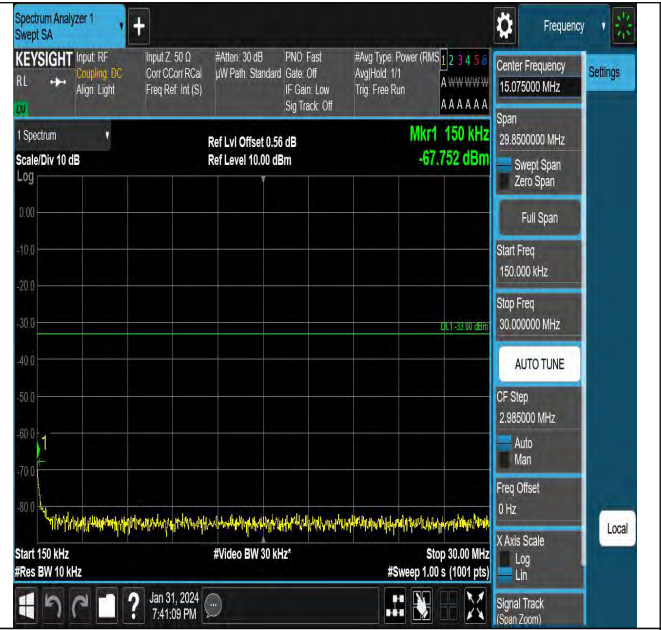 Spectrum Analyzer 1
Swept SA
Frequency
KEYSIGHT
RL
Input: RF
Coupling: DC
Align: Light
Input Z: 50 Ω
Corr CCorr RCal
Freq Ref: Int (S)
#Atten: 30 dB
µW Path: Standard
PNO: Fast
Gate: Off
IF Gain: Low
Sig Track: Off
#Avg Type: Power (RMS
Avg|Hold: 1/1
Trig: Free Run
1 2 3 4 5 6
A W W W W W
A A A A A A
1 Spectrum
Scale/Div 10 dB
Log
Ref Lvl Offset 0.56 dB
Ref Level 10.00 dBm
Mkr1 150 kHz
-67.752 dBm
0.00
-10.0
-20.0
-30.0
DL1 -33.00 dBm
-40.0
-50.0
-60.0
1
-70.0
-80.0
Start 150 kHz
#Res BW 10 kHz
#Video BW 30 kHz*
Stop 30.00 MHz
#Sweep 1.00 s (1001 pts)
Jan 31, 2024
7:41:09 PM
Center Frequency
15.075000 MHz
Settings
Span
29.8500000 MHz
Swept Span
Zero Span
Full Span
Start Freq
150.000 kHz
Stop Freq
30.000000 MHz
AUTO TUNE
CF Step
2.985000 MHz
Auto
Man
Freq Offset
0 Hz
X Axis Scale
Log
Lin
Local
Signal Track
(Span Zoom)